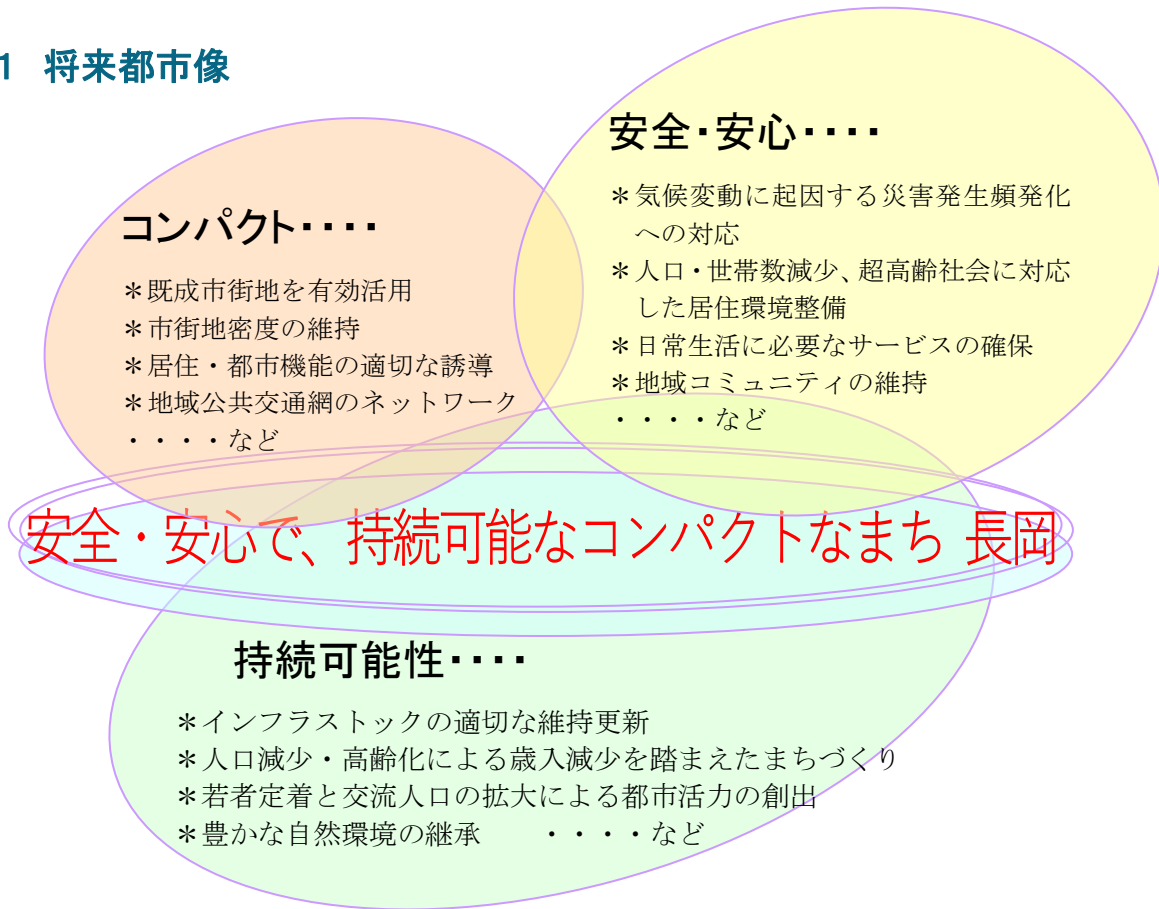 1 将来都市像
コンパクト・・・・
＊既成市街地を有効活用
＊市街地密度の維持
＊居住・都市機能の適切な誘導
＊地域公共交通網のネットワーク
・・・・など
安全・安心・・・・
＊気候変動に起因する災害発生頻発化
への対応
＊人口・世帯数減少、超高齢社会に対応
した居住環境整備
＊日常生活に必要なサービスの確保
＊地域コミュニティの維持
・・・・など
安全・安心で、持続可能なコンパクトなまち 長岡
持続可能性・・・・
＊インフラストックの適切な維持更新
＊人口減少・高齢化による歳入減少を踏まえたまちづくり
＊若者定着と交流人口の拡大による都市活力の創出
＊豊かな自然環境の継承　　・・・・など